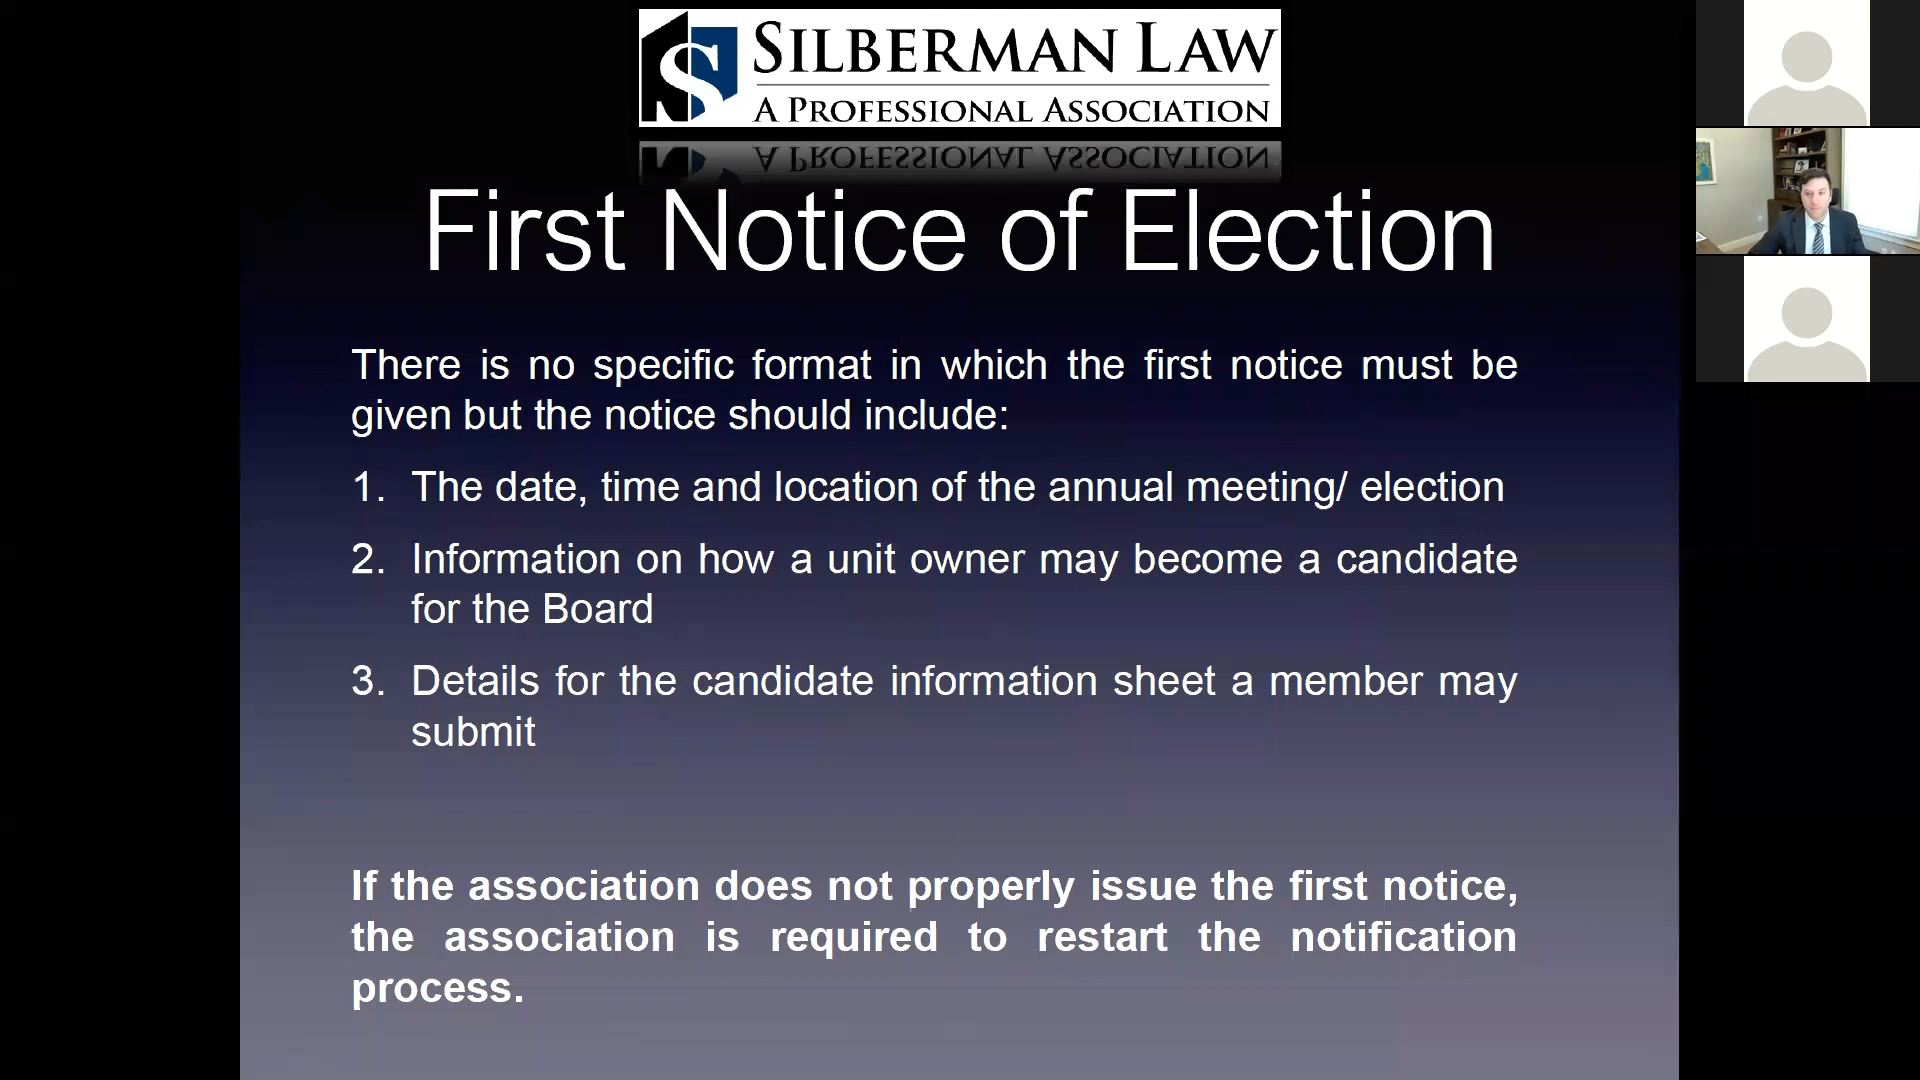 SILBERMAN LAW
A PROFESSIONAL ASSOCIATION
First Notice of Election
There is no specific format in which the first notice must be
given but the notice should include:
1. The date, time and location of the annual meeting/ election
2. Information on how a unit owner may become a candidate
for the Board
3. Details for the candidate information sheet a member may
submit
If the association does not properly issue the first notice,
the association is required to restart the notification
process.